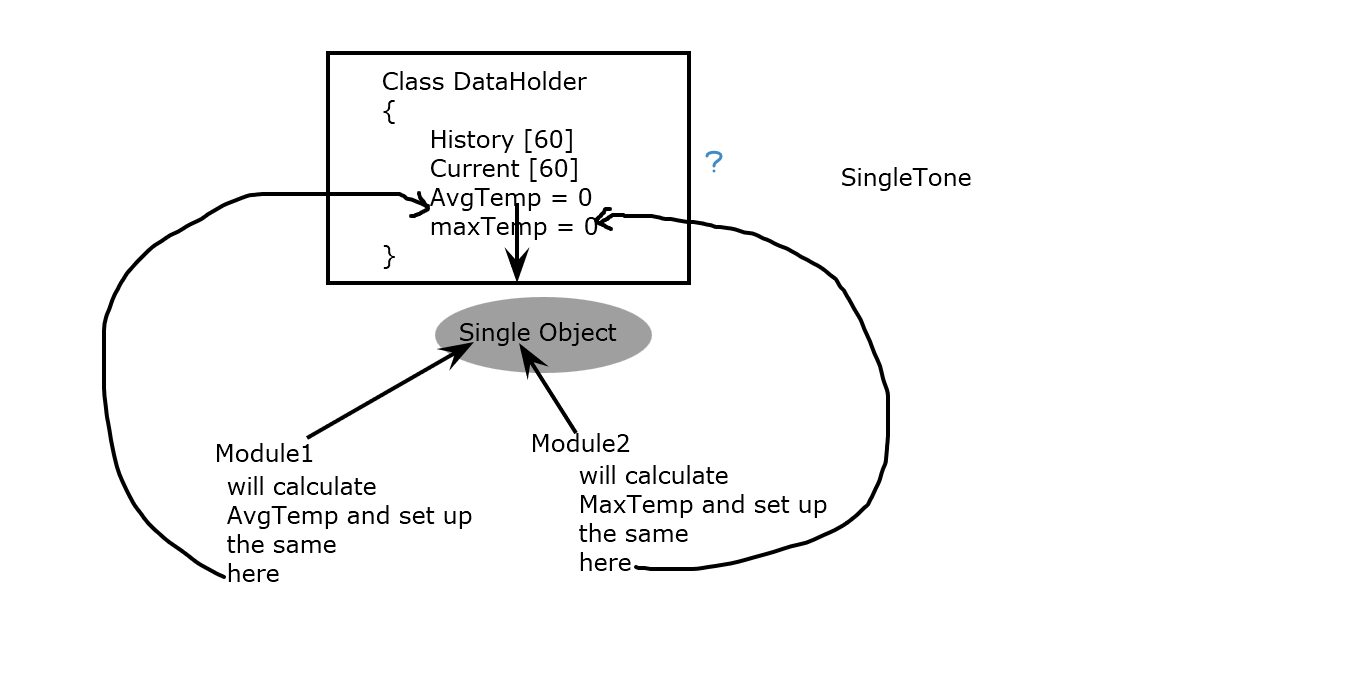 Class DataHolder
{
History [60]
Current [60]
AvgTemp = 0
maxTemp = 0
}
?
SingleTone
Single Object
Module1
will calculate
AvgTemp and set up
the same
here
Module2
will calculate
MaxTemp and set up
the same
here